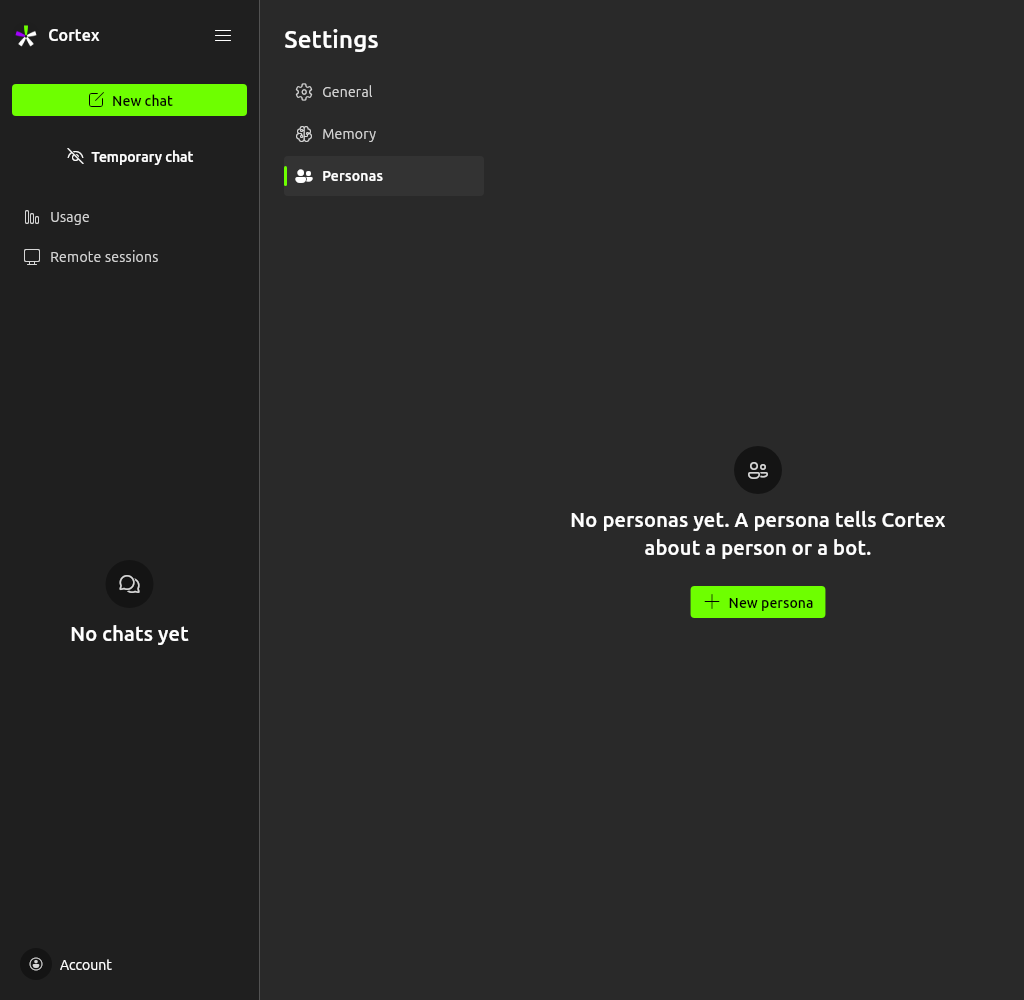 Cortex
New chat
Temporary chat
Usage
Remote sessions
No chats yet
Account
Settings
General
Memory
Personas
No personas yet. A persona tells Cortex
about a person or a bot.
New persona